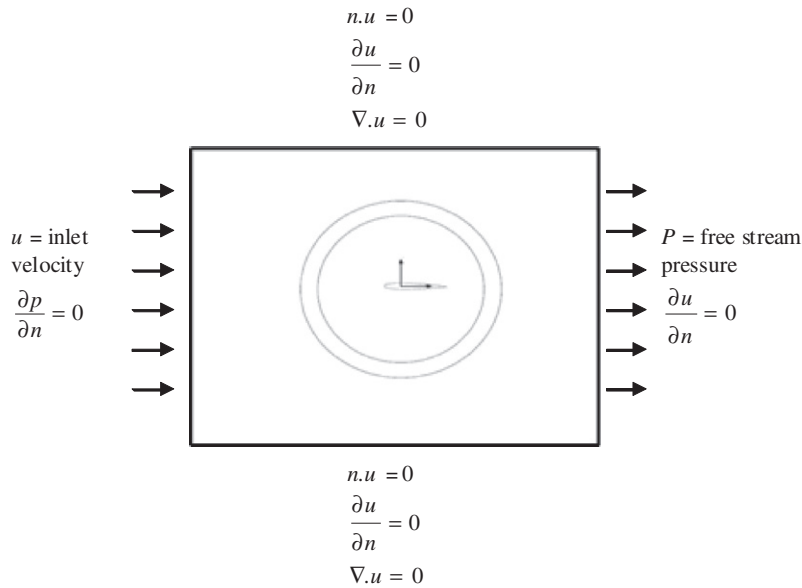 n.u = 0
∂u/∂n = 0
∇.u = 0
u = inlet
velocity
∂p/∂n = 0
P = free stream
pressure
∂u/∂n = 0
n.u = 0
∂u/∂n = 0
∇.u = 0